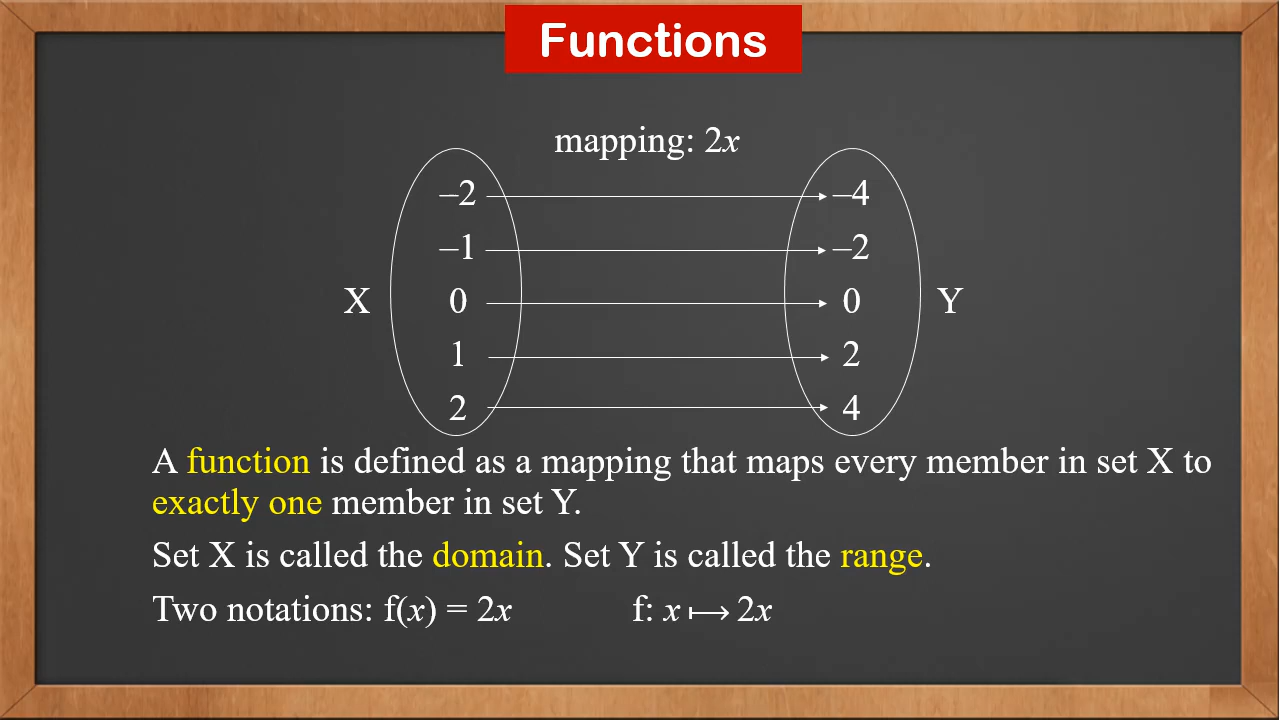 Functions
mapping: 2x
–2 –4
–1 –2
X 0 0 Y
1 2
2 4
A function is defined as a mapping that maps every member in set X to
exactly one member in set Y.
Set X is called the domain. Set Y is called the range.
Two notations: f(x) = 2x f: x ⟼ 2x